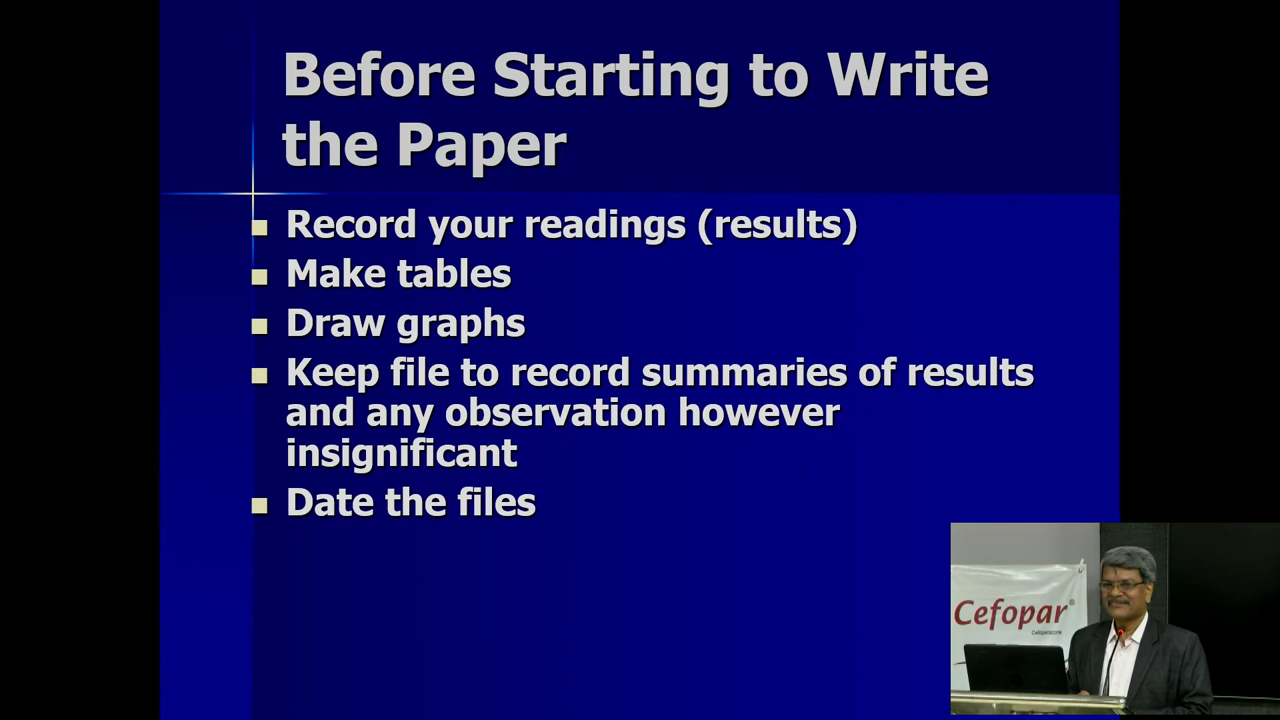 Before Starting to Write
the Paper
Record your readings (results)
Make tables
Draw graphs
Keep file to record summaries of results
and any observation however
insignificant
Date the files
Cefopar®
Cefoperazone